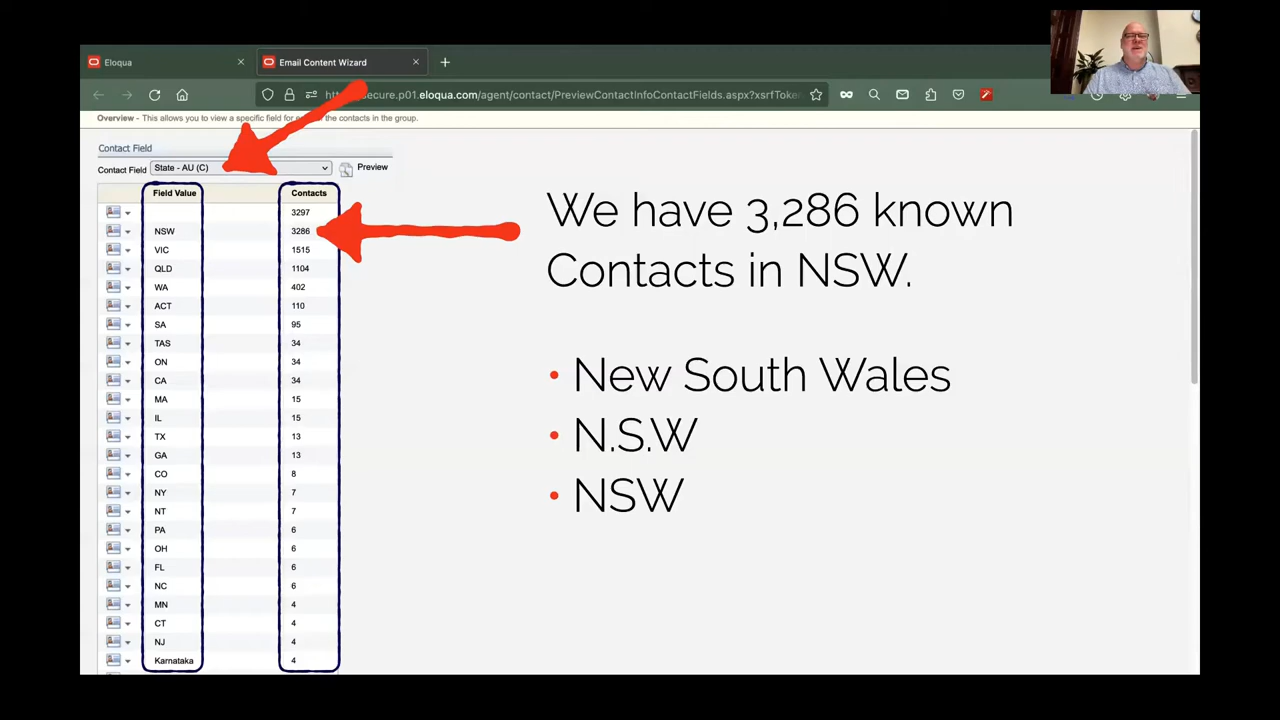 Eloqua
Email Content Wizard
secure.p01.eloqua.com/agent/contact/PreviewContactInfoContactFields.aspx?xsrfToken
Overview - This allows you to view a specific field for the contacts in the group.
Contact Field
Contact Field State - AU (C) Preview
Field Value Contacts
3297
NSW 3286
VIC 1515
QLD 1104
WA 402
ACT 110
SA 95
TAS 34
ON 34
CA 34
MA 15
IL 15
TX 13
GA 13
CO 8
NY 7
NT 7
PA 6
OH 6
FL 6
NC 6
MN 4
CT 4
NJ 4
Karnataka 4
We have 3,286 known
Contacts in NSW.
• New South Wales
• N.S.W
• NSW